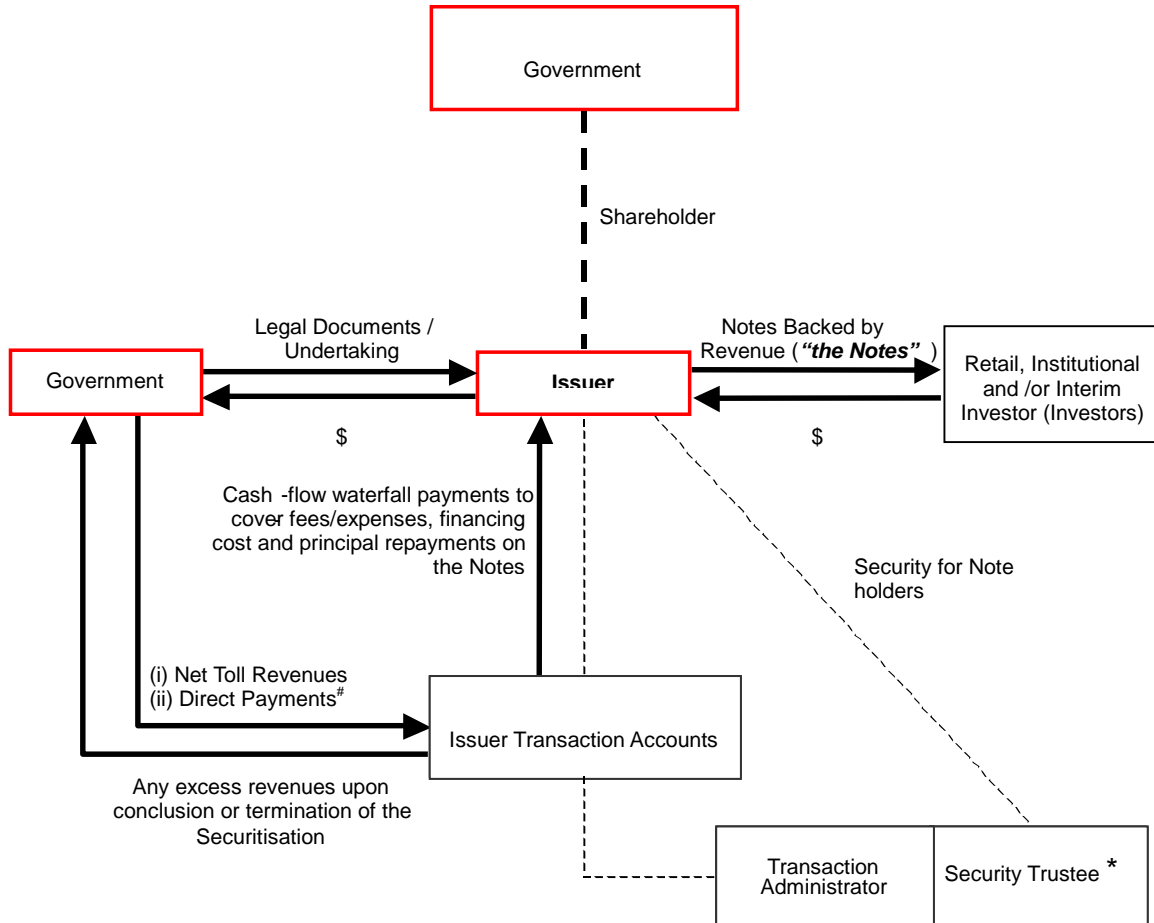 Government
Shareholder
Legal Documents /
Undertaking
Notes Backed by
Revenue ( “the Notes” )
Government
Issuer
Retail, Institutional
and /or Interim
Investor (Investors)
$
$
Cash -flow waterfall payments to
cover fees/expenses, financing
cost and principal repayments on
the Notes
Security for Note
holders
(i) Net Toll Revenues
(ii) Direct Payments#
Issuer Transaction Accounts
Any excess revenues upon
conclusion or termination of the
Securitisation
Transaction
Administrator
Security Trustee *